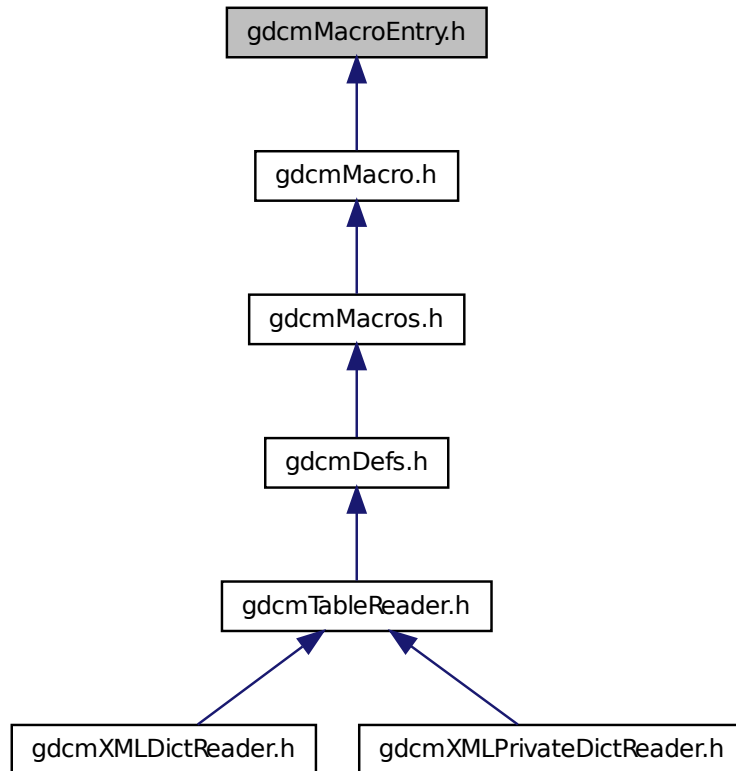 gdcmMacroEntry.h
gdcmMacro.h
gdcmMacros.h
gdcmDefs.h
gdcmTableReader.h
gdcmXMLDictReader.h
gdcmXMLPrivateDictReader.h